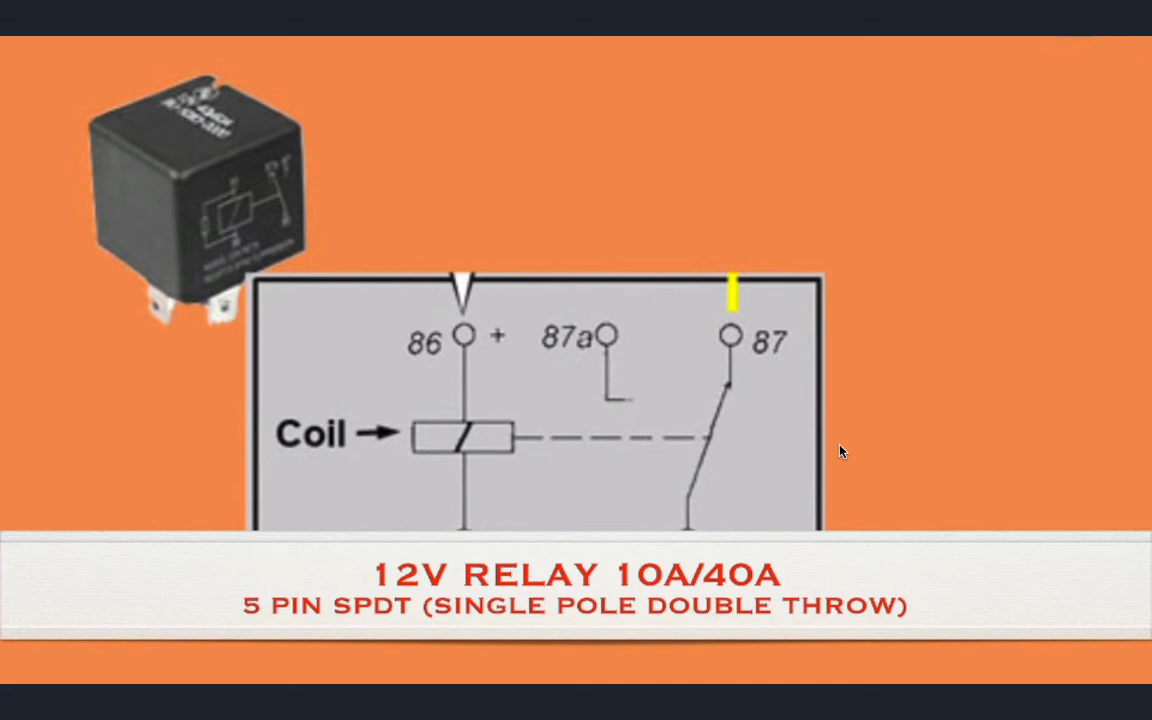 86 + 87a 87
Coil
12V RELAY 10A/40A
5 PIN SPDT (SINGLE POLE DOUBLE THROW)